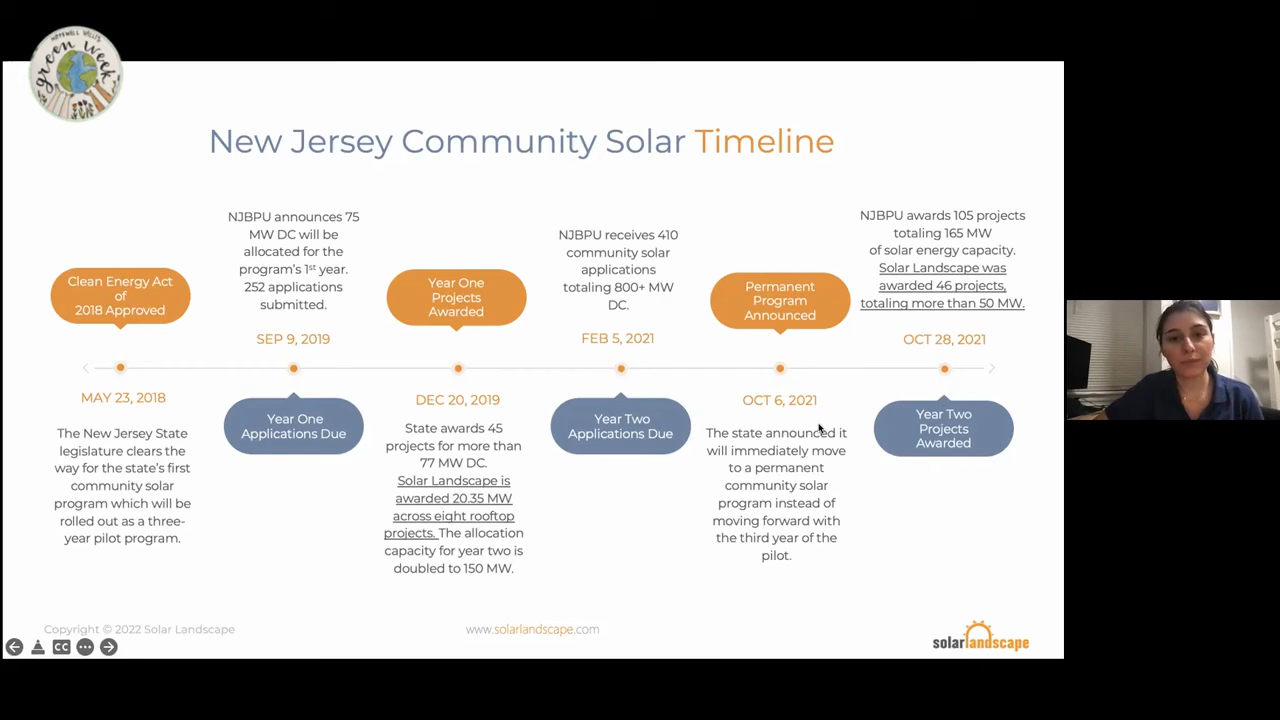 HOPEWELL VALLEY
green week
New Jersey Community Solar Timeline
Clean Energy Act
of
2018 Approved
MAY 23, 2018
The New Jersey State
legislature clears the
way for the state's first
community solar
program which will be
rolled out as a three-
year pilot program.
NJBPU announces 75
MW DC will be
allocated for the
program's 1st year.
252 applications
submitted.
SEP 9, 2019
Year One
Applications Due
Year One
Projects
Awarded
DEC 20, 2019
State awards 45
projects for more than
77 MW DC.
Solar Landscape is
awarded 20.35 MW
across eight rooftop
projects. The allocation
capacity for year two is
doubled to 150 MW.
NJBPU receives 410
community solar
applications
totaling 800+ MW
DC.
FEB 5, 2021
Year Two
Applications Due
Permanent
Program
Announced
OCT 6, 2021
The state announced it
will immediately move
to a permanent
community solar
program instead of
moving forward with
the third year of the
pilot.
NJBPU awards 105 projects
totaling 165 MW
of solar energy capacity.
Solar Landscape was
awarded 46 projects,
totaling more than 50 MW.
OCT 28, 2021
Year Two
Projects
Awarded
Copyright © 2022 Solar Landscape
www.solarlandscape.com
solarlandscape
CC